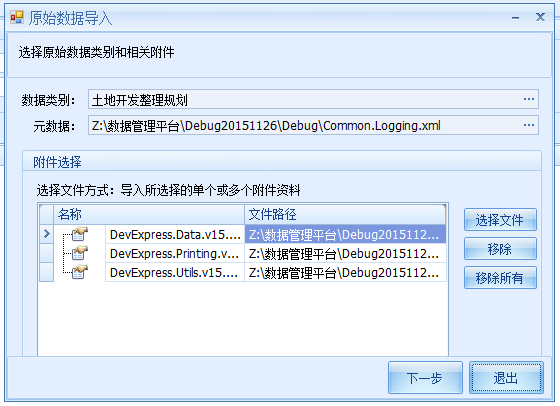 原始数据导入
选择原始数据类别和相关附件
数据类别： 土地开发整理规划 ...
元数据： Z:\数据管理平台\Debug20151126\Debug\Common.Logging.xml ...
附件选择
选择文件方式：导入所选择的单个或多个附件资料
名称 文件路径
DevExpress.Data.v15.... Z:\数据管理平台\Debug2015112...
DevExpress.Printing.v... Z:\数据管理平台\Debug2015112...
DevExpress.Utils.v15.... Z:\数据管理平台\Debug2015112...
选择文件
移除
移除所有
下一步 退出